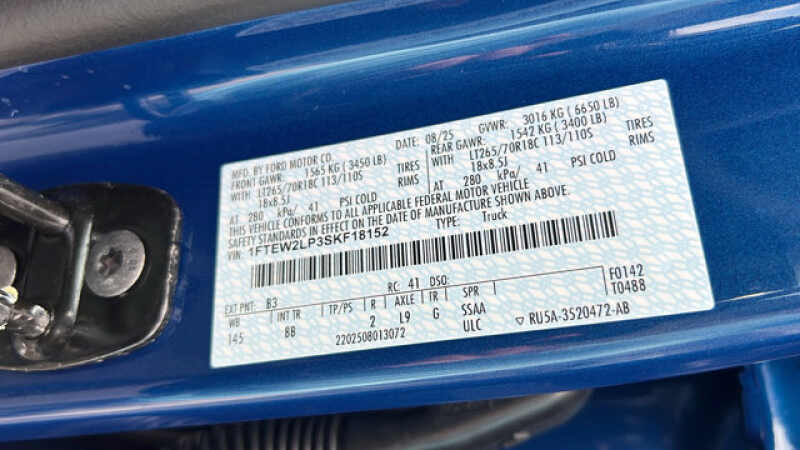 MFD. BY FORD MOTOR CO.
DATE: 08/25 GVWR: 3016 KG ( 6650 LB)
FRONT GAWR: 1565 KG ( 3450 LB)
REAR GAWR: 1542 KG ( 3400 LB)
WITH LT265/70R18C 113/110S TIRES
WITH LT265/70R18C 113/110S TIRES
18x8.5J RIMS
18x8.5J RIMS
AT 280 kPa/ 41 PSI COLD
AT 280 kPa/ 41 PSI COLD
THIS VEHICLE CONFORMS TO ALL APPLICABLE FEDERAL MOTOR VEHICLE
SAFETY STANDARDS IN EFFECT ON THE DATE OF MANUFACTURE SHOWN ABOVE.
VIN: 1FTEW2LP3SKF18152 TYPE: Truck
EXT PNT: B3 RC: 41 DSO:
WB INT TR TP/PS R AXLE TR SPR F0142
145 BB 2 L9 G SSAA T0488
2202508013072 ULC ▽ RU5A-3520472-AB